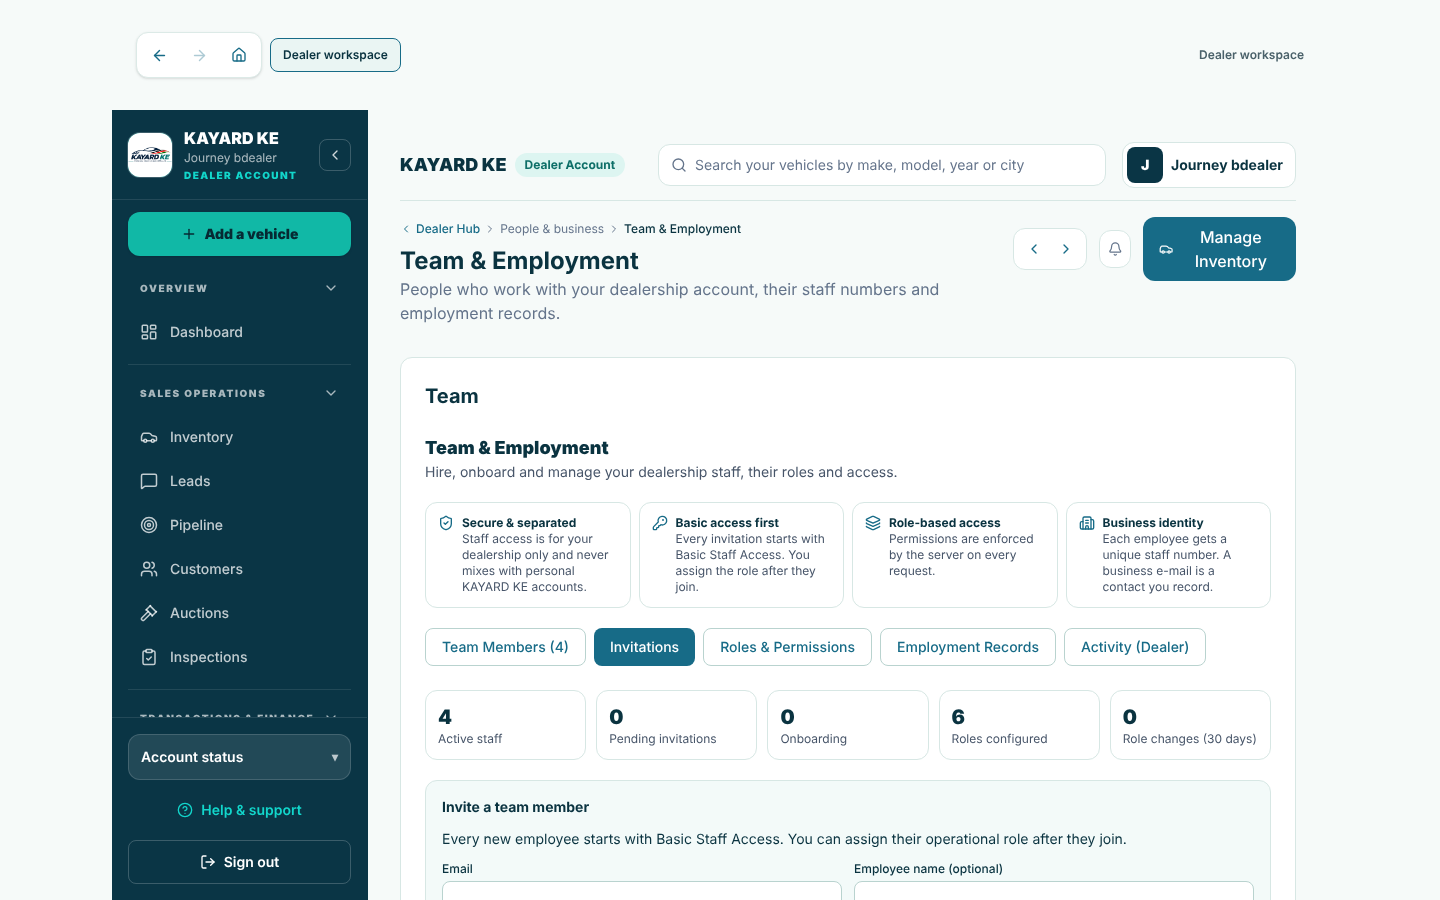 Dealer workspace
Dealer workspace
KAYARD KE
KAYARD KE
Journey bdealer
DEALER ACCOUNT
Add a vehicle
OVERVIEW
Dashboard
SALES OPERATIONS
Inventory
Leads
Pipeline
Customers
Auctions
Inspections
TRANSACTIONS & FINANCE
Account status
Help & support
Sign out
KAYARD KE
Dealer Account
Search your vehicles by make, model, year or city
J
Journey bdealer
Dealer Hub
People & business
Team & Employment
Team & Employment
People who work with your dealership account, their staff numbers and
employment records.
Manage
Inventory
Team
Team & Employment
Hire, onboard and manage your dealership staff, their roles and access.
Secure & separated
Staff access is for your
dealership only and never
mixes with personal
KAYARD KE accounts.
Basic access first
Every invitation starts with
Basic Staff Access. You
assign the role after they
join.
Role-based access
Permissions are enforced
by the server on every
request.
Business identity
Each employee gets a
unique staff number. A
business e-mail is a
contact you record.
Team Members (4)
Invitations
Roles & Permissions
Employment Records
Activity (Dealer)
4
Active staff
0
Pending invitations
0
Onboarding
6
Roles configured
0
Role changes (30 days)
Invite a team member
Every new employee starts with Basic Staff Access. You can assign their operational role after they join.
Email
Employee name (optional)